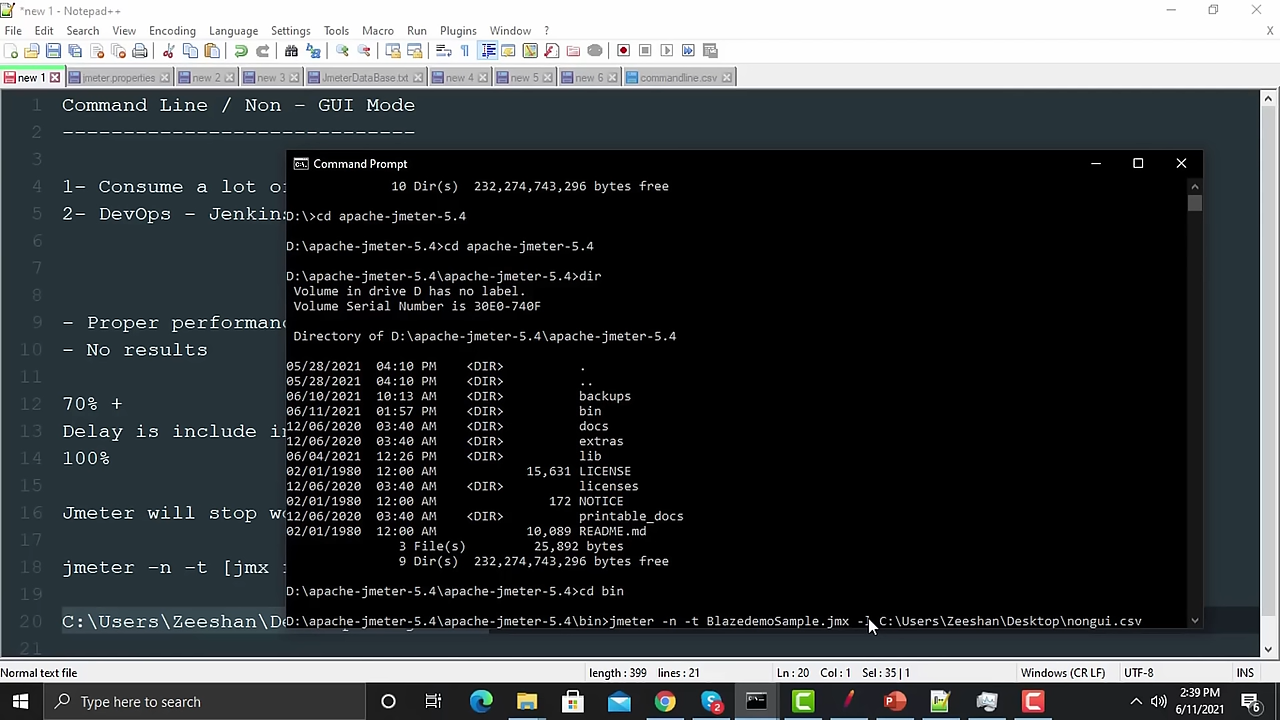 *new 1 - Notepad++
File Edit Search View Encoding Language Settings Tools Macro Run Plugins Window ? X
new 1 jmeter.properties new 2 new 3 JmeterDataBase.txt new 4 new 5 new 6 commandline.csv
1 Command Line / Non - GUI Mode
2 -----------------------------
3
4 1- Consume a lot o
5 2- DevOps - Jenkins
6
7
8
9 - Proper performan
10 - No results
11
12 70% +
13 Delay is include i
14 100%
15
16 Jmeter will stop w
17
18 jmeter -n -t [jmx
19
20 C:\Users\Zeeshan\De
21
Command Prompt
10 Dir(s) 232,274,743,296 bytes free
D:\>cd apache-jmeter-5.4
D:\apache-jmeter-5.4>cd apache-jmeter-5.4
D:\apache-jmeter-5.4\apache-jmeter-5.4>dir
Volume in drive D has no label.
Volume Serial Number is 30E0-740F
Directory of D:\apache-jmeter-5.4\apache-jmeter-5.4
05/28/2021 04:10 PM <DIR> .
05/28/2021 04:10 PM <DIR> ..
06/10/2021 10:13 AM <DIR> backups
06/11/2021 01:57 PM <DIR> bin
12/06/2020 03:40 AM <DIR> docs
12/06/2020 03:40 AM <DIR> extras
06/04/2021 12:26 PM <DIR> lib
02/01/1980 12:00 AM 15,631 LICENSE
12/06/2020 03:40 AM <DIR> licenses
02/01/1980 12:00 AM 172 NOTICE
12/06/2020 03:40 AM <DIR> printable_docs
02/01/1980 12:00 AM 10,089 README.md
3 File(s) 25,892 bytes
9 Dir(s) 232,274,743,296 bytes free
D:\apache-jmeter-5.4\apache-jmeter-5.4>cd bin
D:\apache-jmeter-5.4\apache-jmeter-5.4\bin>jmeter -n -t BlazedemoSample.jmx -l C:\Users\Zeeshan\Desktop\nongui.csv
Normal text file length : 399 lines : 21 Ln : 20 Col : 1 Sel : 35 | 1 Windows (CR LF) UTF-8 INS
Type here to search
2:39 PM
6/11/2021